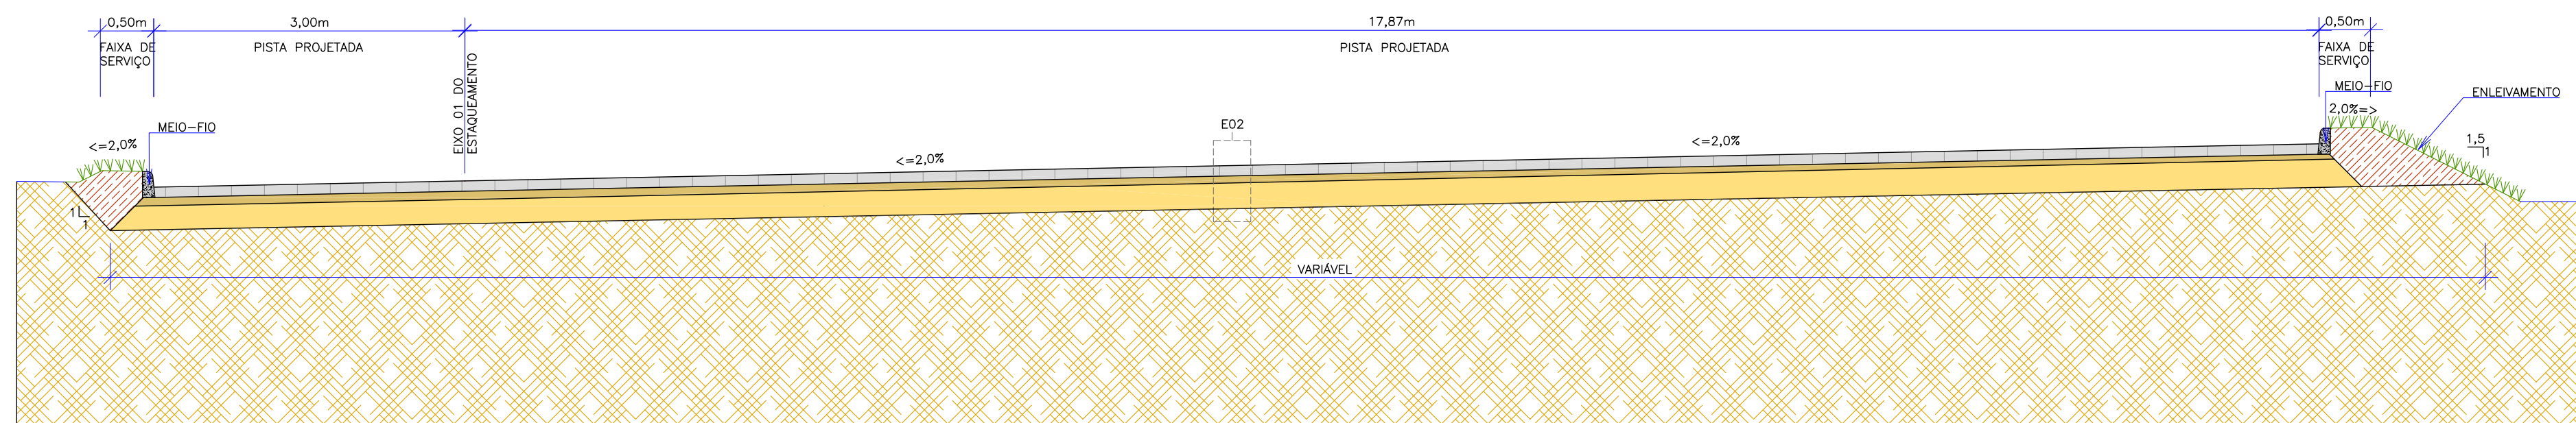 0,50m
3,00m
17,87m
0,50m
FAIXA DE
SERVIÇO
PISTA PROJETADA
EIXO 01 DO
ESTAQUEAMENTO
PISTA PROJETADA
FAIXA DE
SERVIÇO
MEIO-FIO
ENLEIVAMENTO
2,0%=>
E02
MEIO-FIO
<=2,0%
<=2,0%
<=2,0%
1,5
1
1
1
VARIÁVEL